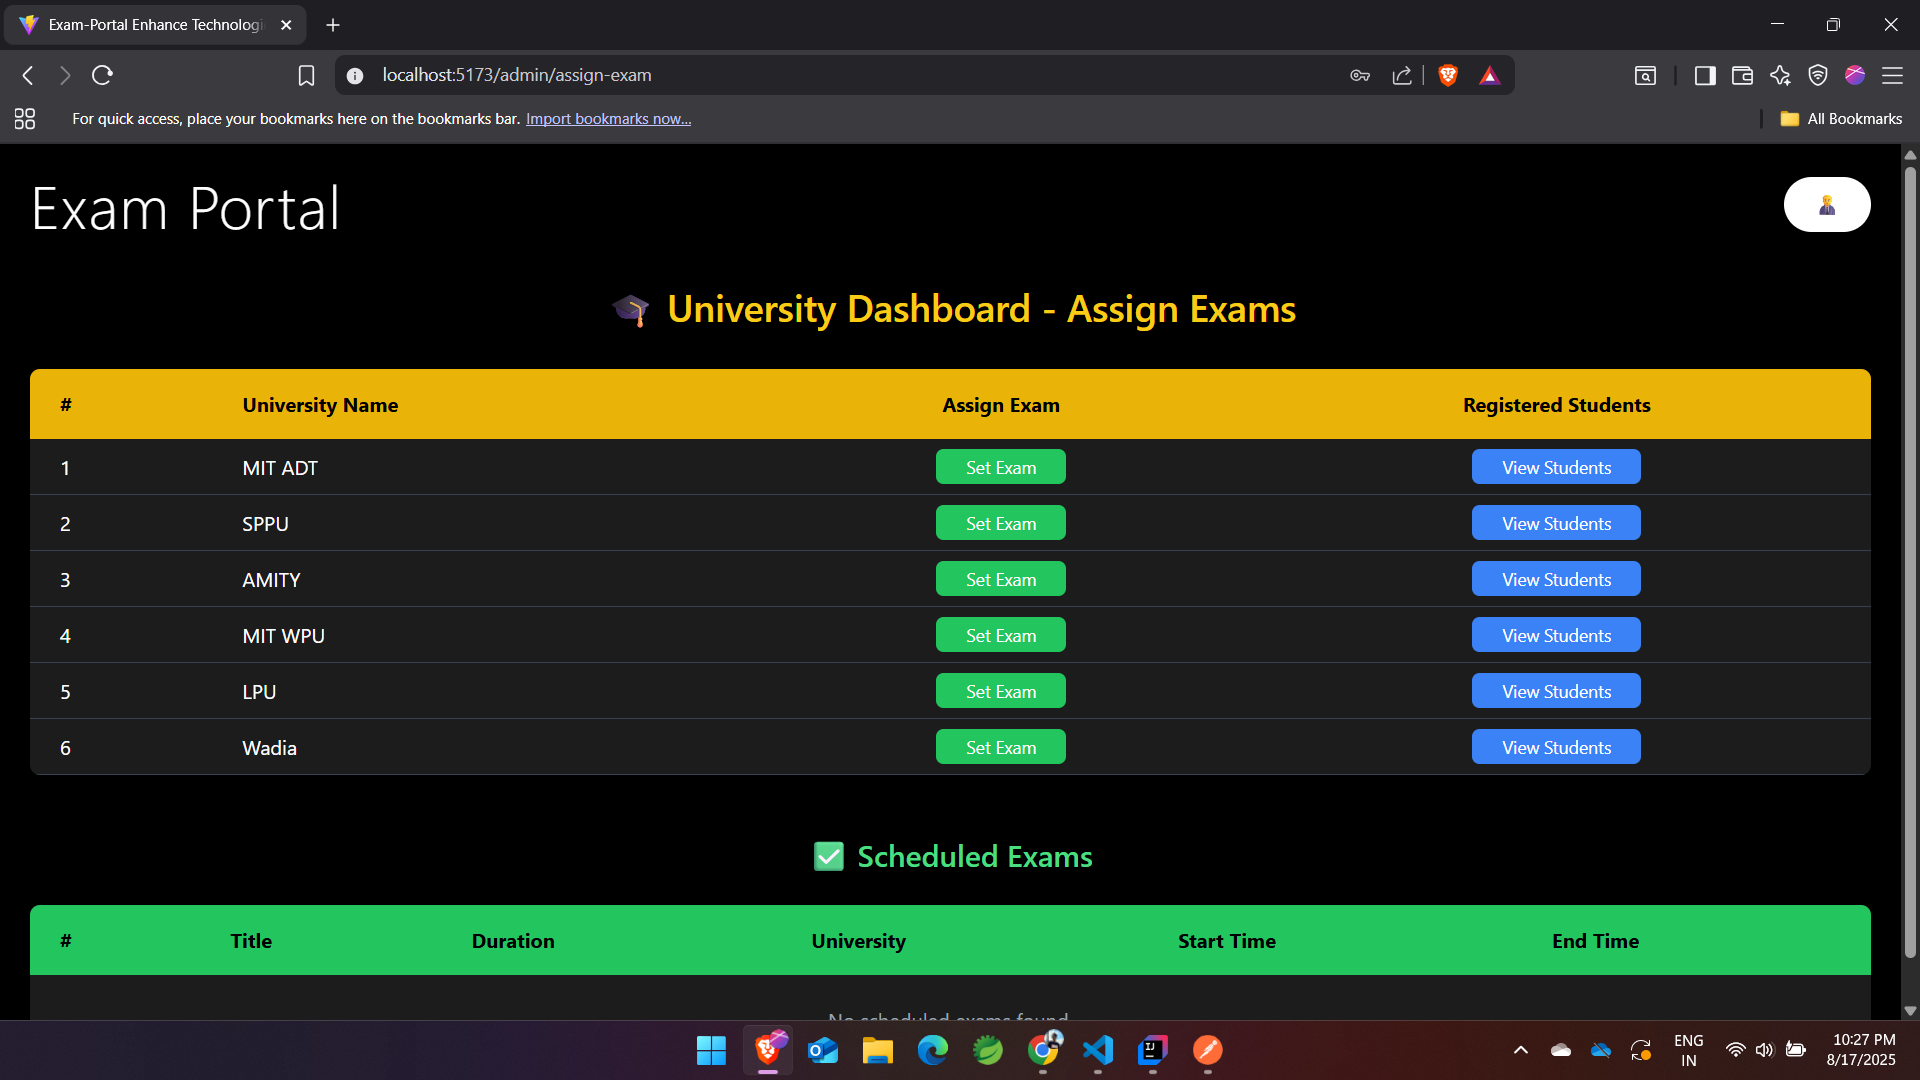 Exam-Portal Enhance Technologi
localhost:5173/admin/assign-exam
For quick access, place your bookmarks here on the bookmarks bar. Import bookmarks now...
All Bookmarks
Exam Portal
University Dashboard - Assign Exams
# University Name Assign Exam Registered Students
1 MIT ADT Set Exam View Students
2 SPPU Set Exam View Students
3 AMITY Set Exam View Students
4 MIT WPU Set Exam View Students
5 LPU Set Exam View Students
6 Wadia Set Exam View Students
Scheduled Exams
# Title Duration University Start Time End Time
No scheduled exams found
ENG
IN
10:27 PM
8/17/2025